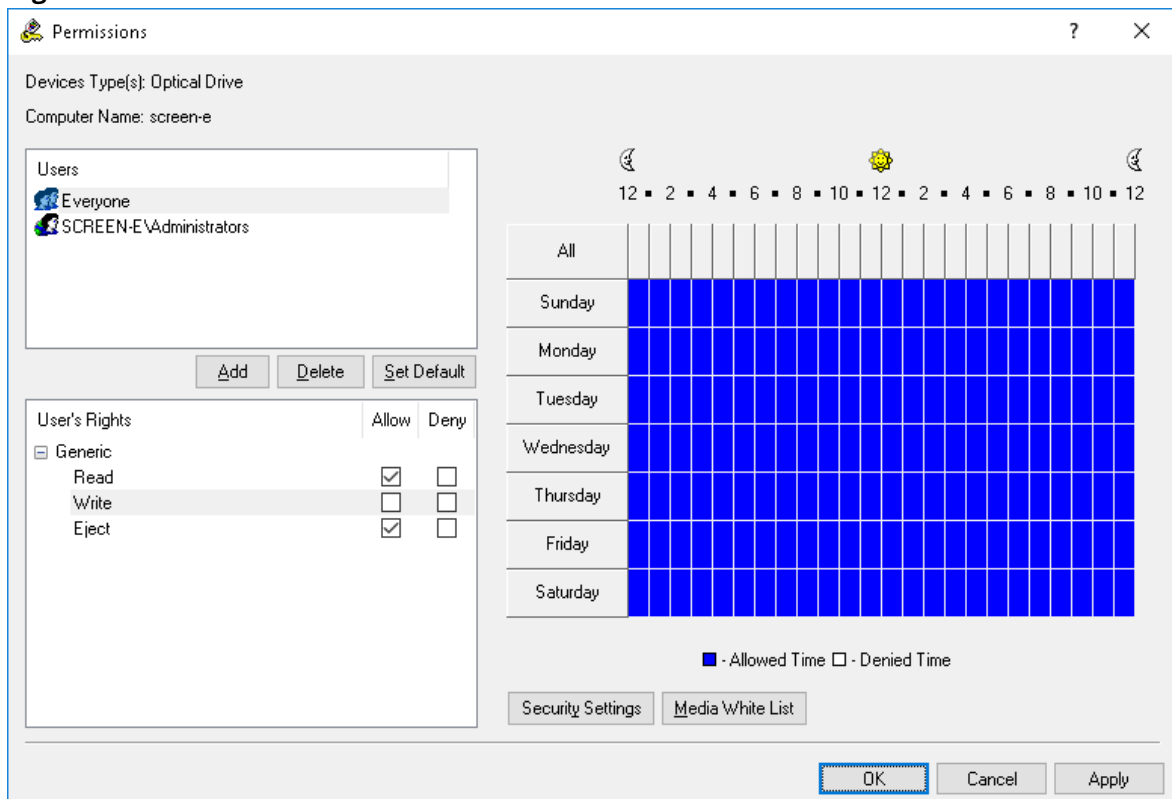 Permissions
? ×
Devices Type(s): Optical Drive
Computer Name: screen-e
Users
Everyone
SCREEN-E\Administrators
Add Delete Set Default
User's Rights Allow Deny
Generic
Read
Write
Eject
12 2 4 6 8 10 12 2 4 6 8 10 12
All
Sunday
Monday
Tuesday
Wednesday
Thursday
Friday
Saturday
- Allowed Time - Denied Time
Security Settings Media White List
OK Cancel Apply